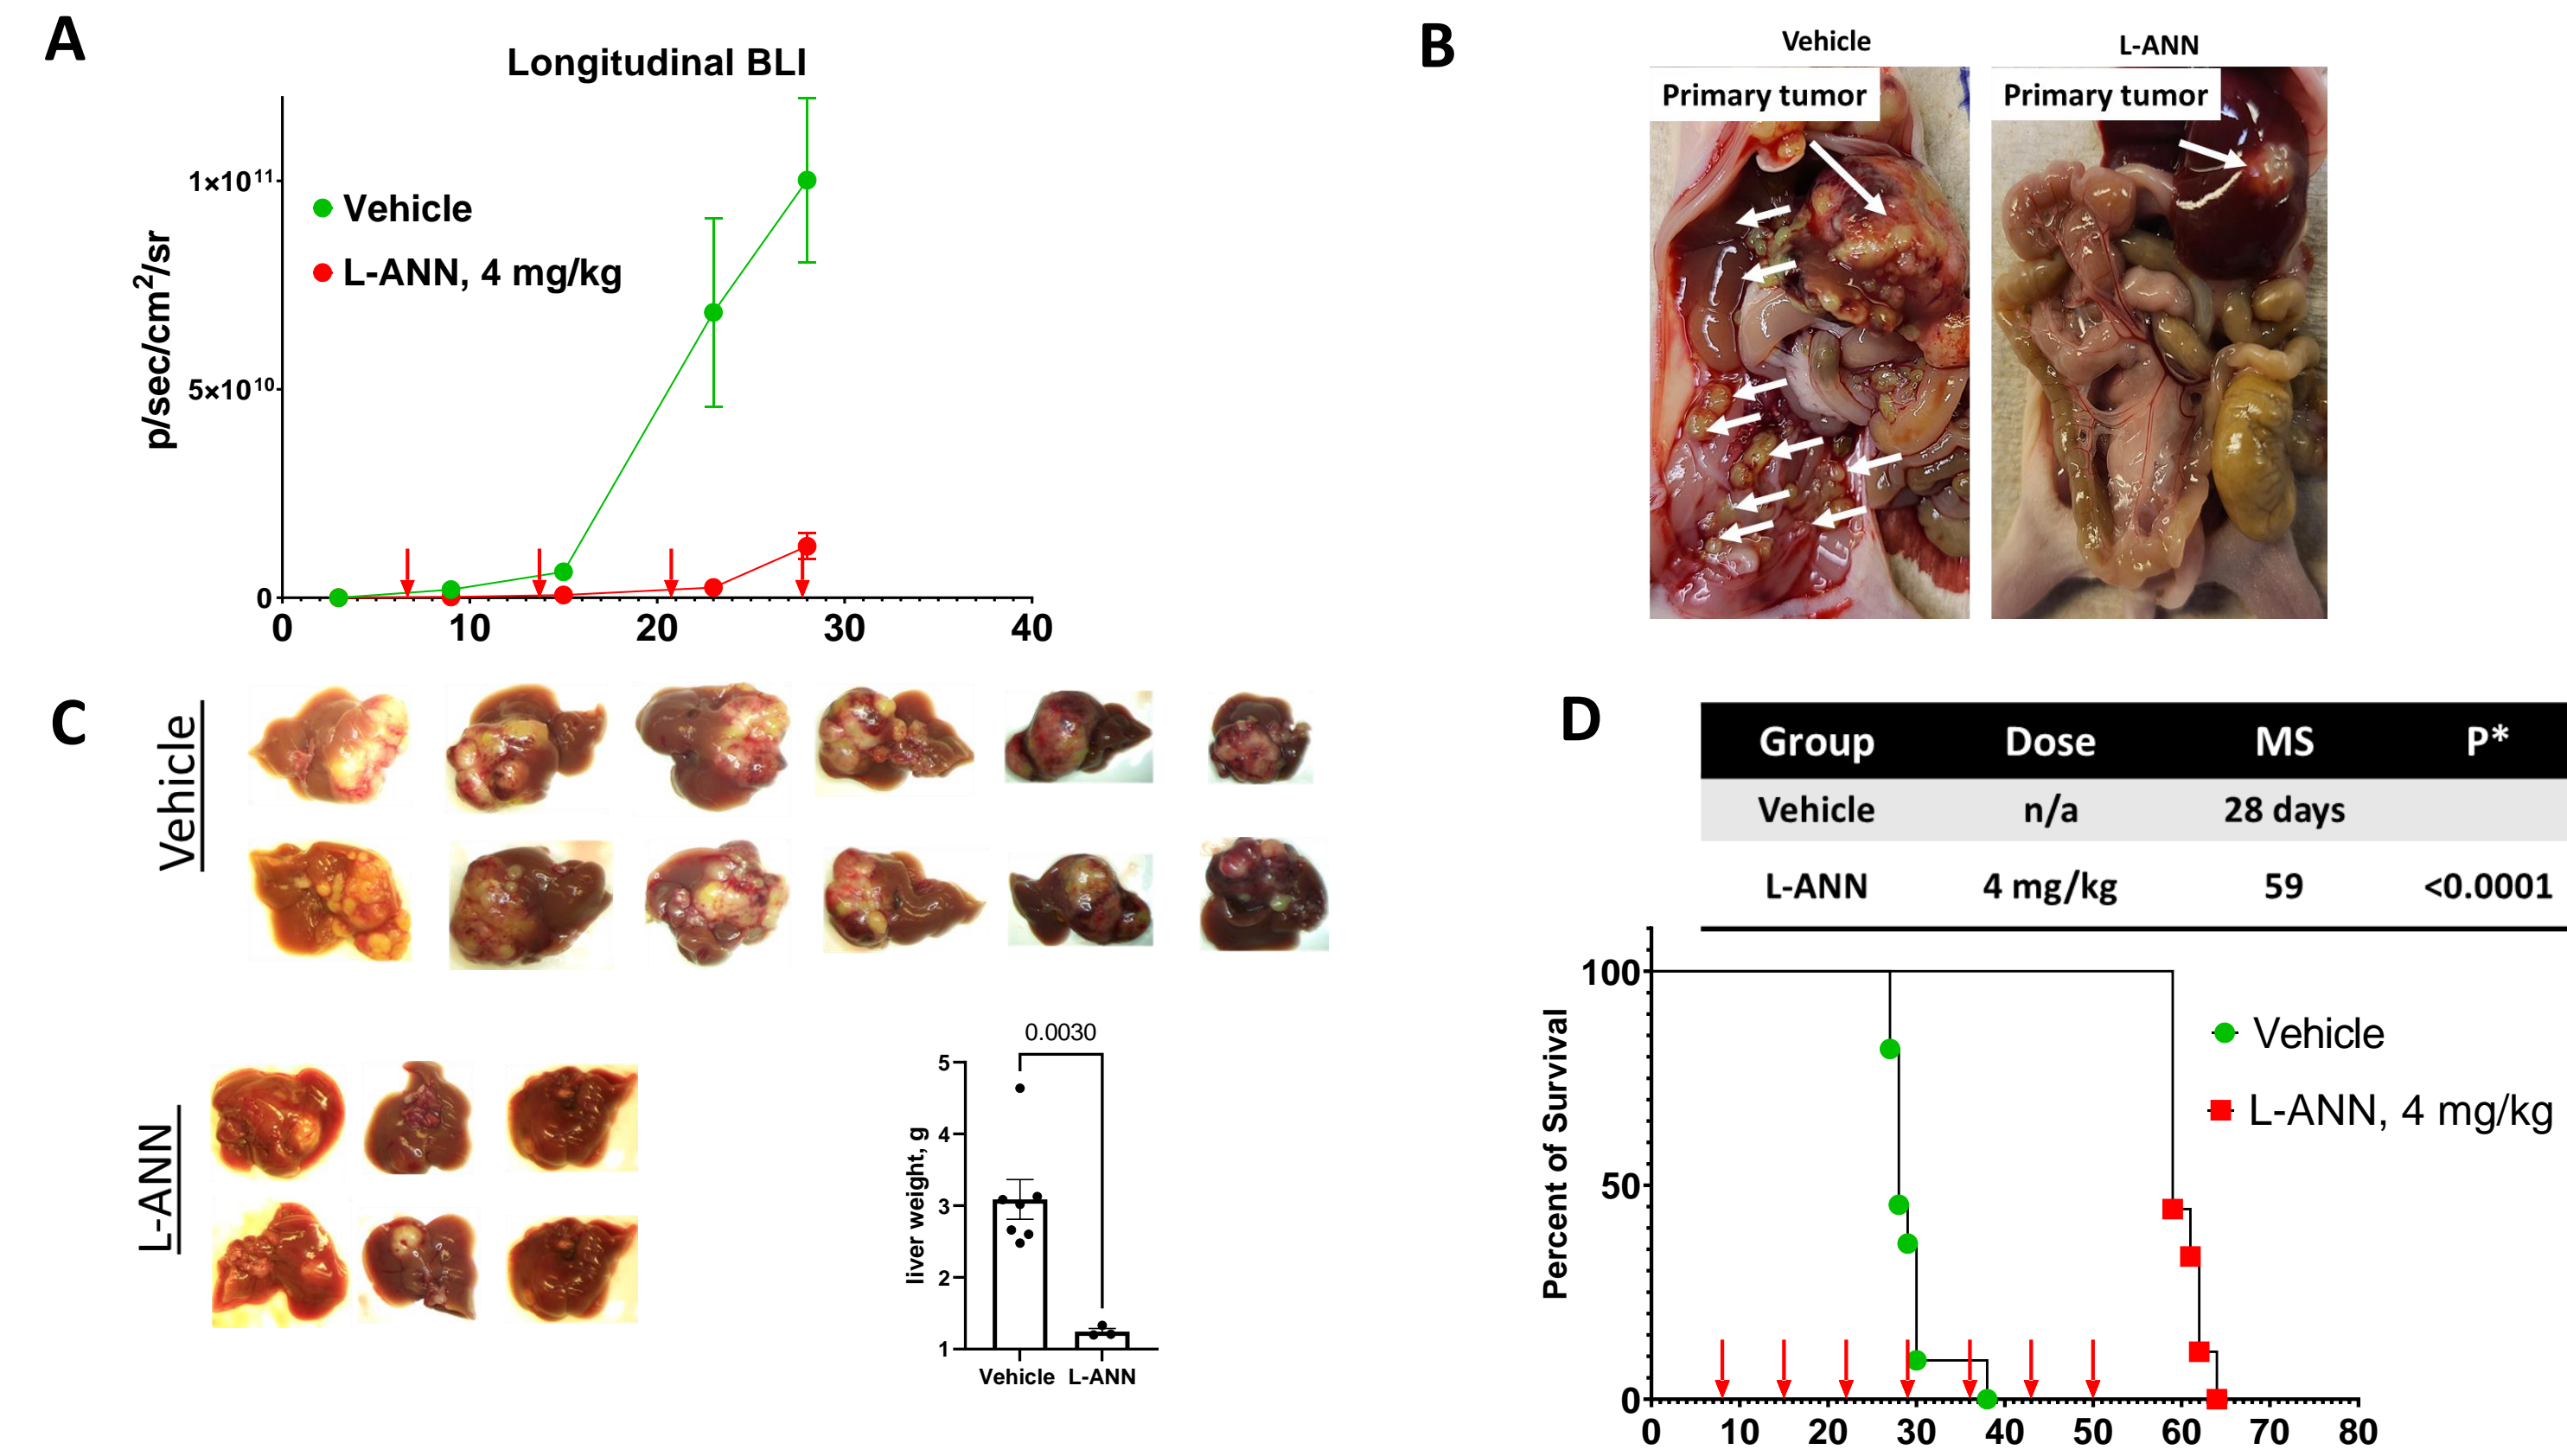 A
Longitudinal BLI
p/sec/cm²/sr
1×10¹¹
5×10¹⁰
0
Vehicle
L-ANN, 4 mg/kg
0 10 20 30 40
B
Vehicle L-ANN
Primary tumor Primary tumor
C
Vehicle
L-ANN
0.0030
liver weight, g
5
4
3
2
1
Vehicle L-ANN
D
Group Dose MS P*
Vehicle n/a 28 days
L-ANN 4 mg/kg 59 <0.0001
Percent of Survival
100
50
0
Vehicle
L-ANN, 4 mg/kg
0 10 20 30 40 50 60 70 80